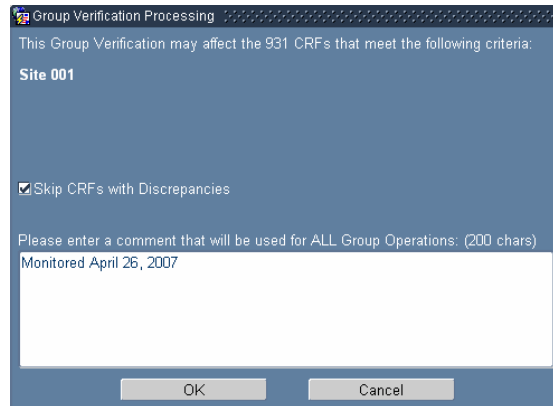 Group Verification Processing
This Group Verification may affect the 931 CRFs that meet the following criteria:
Site 001
Skip CRFs with Discrepancies
Please enter a comment that will be used for ALL Group Operations: (200 chars)
Monitored April 26, 2007
OK Cancel